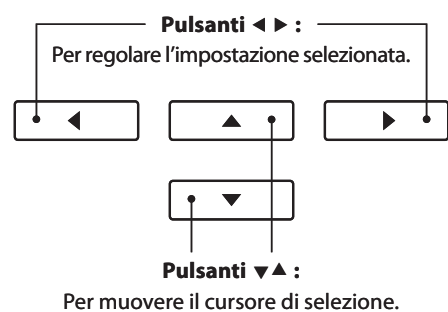 Pulsanti ◀ ▶ :
Per regolare l’impostazione selezionata.
Pulsanti ▼▲ :
Per muovere il cursore di selezione.